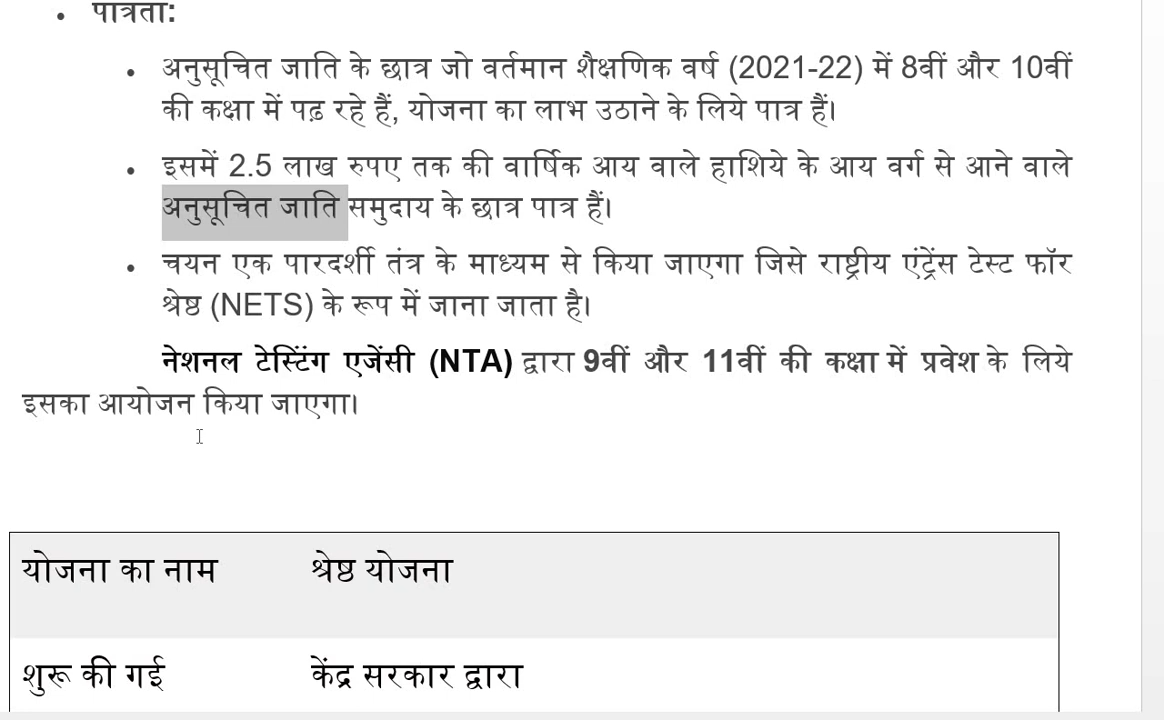 • पात्रता:
• अनुसूचित जाति के छात्र जो वर्तमान शैक्षणिक वर्ष (2021-22) में 8वीं और 10वीं
की कक्षा में पढ़ रहे हैं, योजना का लाभ उठाने के लिये पात्र हैं।
• इसमें 2.5 लाख रुपए तक की वार्षिक आय वाले हाशिये के आय वर्ग से आने वाले
अनुसूचित जाति समुदाय के छात्र पात्र हैं।
• चयन एक पारदर्शी तंत्र के माध्यम से किया जाएगा जिसे राष्ट्रीय एंट्रेंस टेस्ट फॉर
श्रेष्ठ (NETS) के रूप में जाना जाता है।
नेशनल टेस्टिंग एजेंसी (NTA) द्वारा 9वीं और 11वीं की कक्षा में प्रवेश के लिये
इसका आयोजन किया जाएगा।
योजना का नाम श्रेष्ठ योजना
शुरू की गई केंद्र सरकार द्वारा